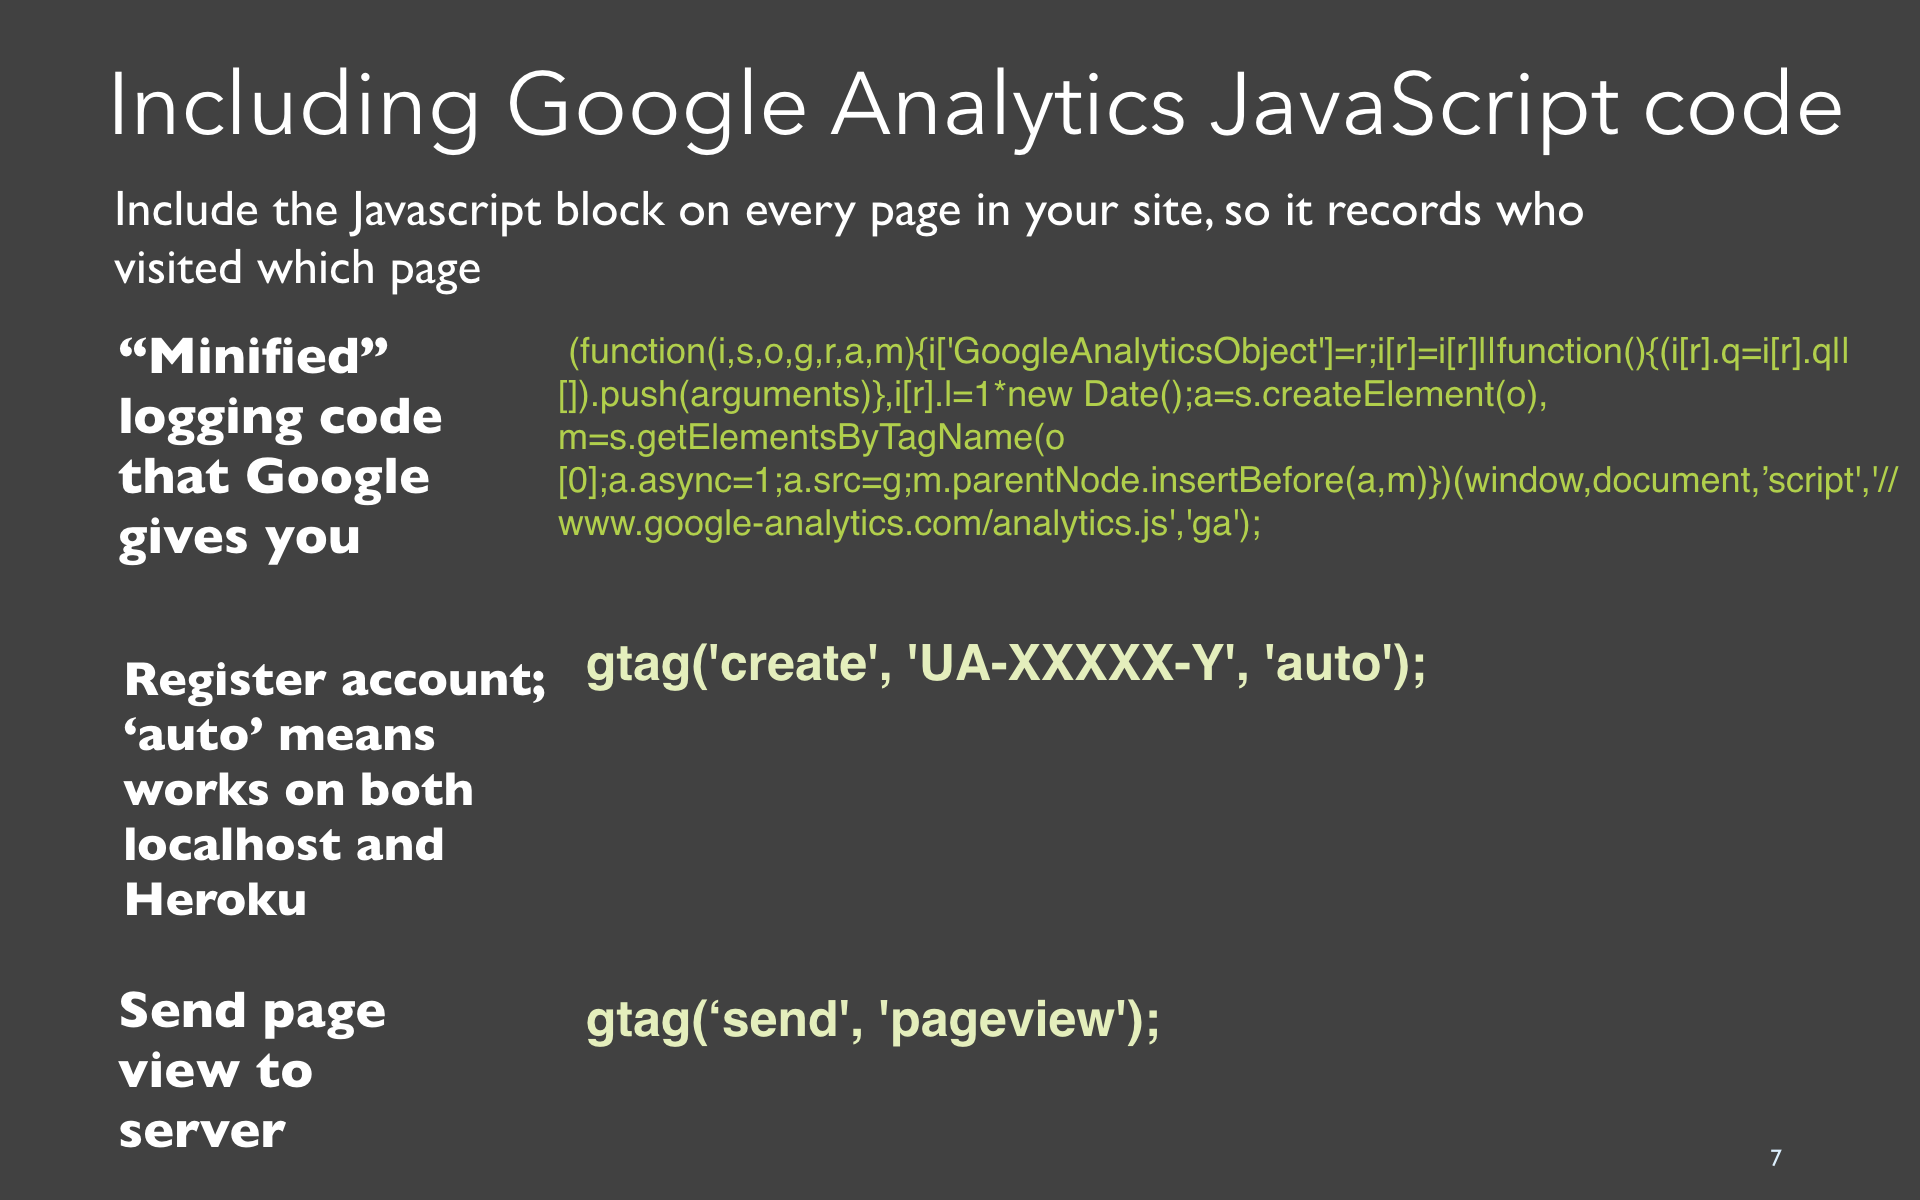 Including Google Analytics JavaScript code
Include the Javascript block on every page in your site, so it records who
visited which page
“Minified”
logging code
that Google
gives you
(function(i,s,o,g,r,a,m){i['GoogleAnalyticsObject']=r;i[r]=i[r]||function(){(i[r].q=i[r].q||
[]).push(arguments)},i[r].l=1*new Date();a=s.createElement(o),
m=s.getElementsByTagName(o
[0];a.async=1;a.src=g;m.parentNode.insertBefore(a,m)})(window,document,’script','//
www.google-analytics.com/analytics.js','ga');
Register account;
‘auto’ means
works on both
localhost and
Heroku
gtag('create', 'UA-XXXXX-Y', 'auto');
Send page
view to
server
gtag(‘send', 'pageview');
7